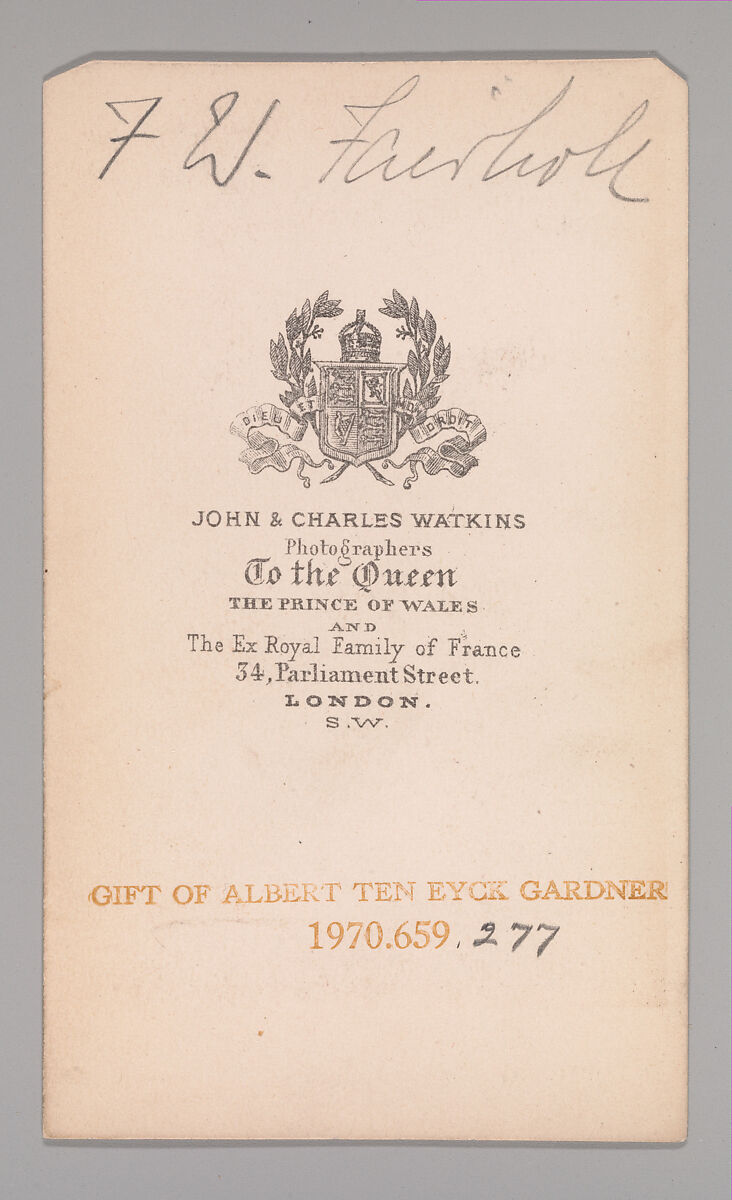 F W. Fairholt
DIEU ET MON DROIT
JOHN & CHARLES WATKINS
Photographers
To the Queen
THE PRINCE OF WALES
AND
The Ex Royal Family of France
34, Parliament Street.
LONDON.
S.W.
GIFT OF ALBERT TEN EYCK GARDNER
1970.659.277